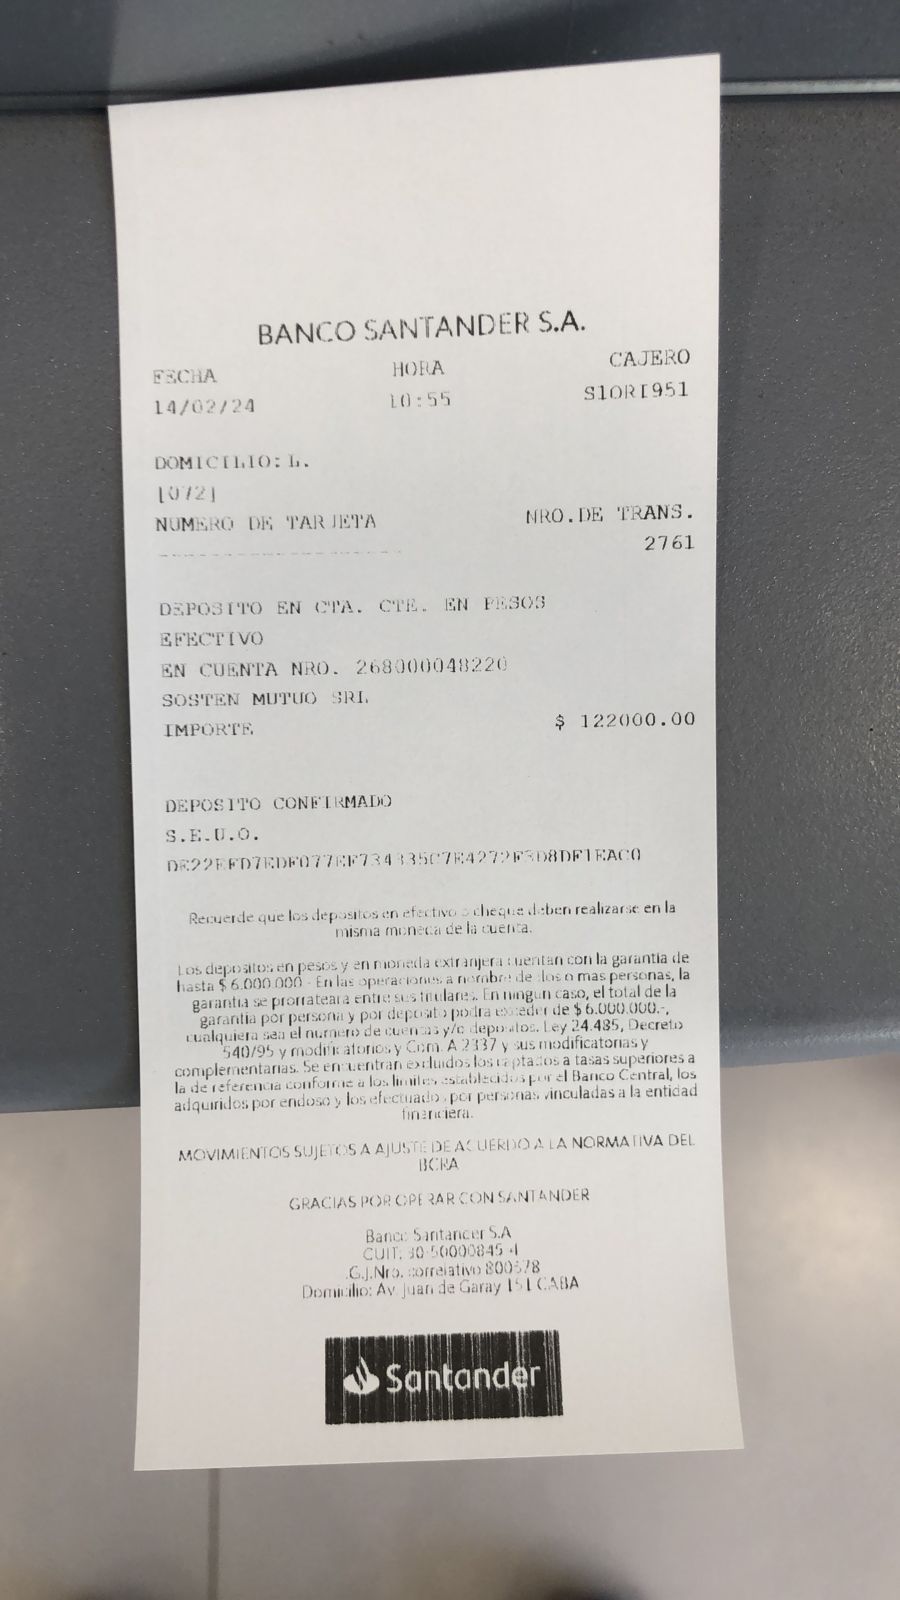 BANCO SANTANDER S.A.
FECHA HORA CAJERO
14/02/24 10:55 S1ORI951
DOMICILIO: L.
[072]
NUMERO DE TARJETA NRO.DE TRANS.
------------------- 2761
DEPOSITO EN CTA. CTE. EN PESOS
EFECTIVO
EN CUENTA NRO. 268000048220
SOSTEN MUTUO SRL
IMPORTE $ 122000.00
DEPOSITO CONFIRMADO
S.E.U.O.
Recuerde que los depositos en efectivo o cheque deben realizarse en la
misma moneda de la cuenta.
Los depositos en pesos y en moneda extranjera cuentan con la garantia de
hasta $ 6.000.000 - En las operaciones a nombre de dos o mas personas, la
garantia se prorrateara entre sus titulares. En ningun caso, el total de la
garantia por persona y por deposito podra exceder de $ 6.000.000.-,
cualquiera sea el numero de cuentas y/o depositos. Ley 24.485, Decreto
540/95 y modificatorios y Com. A 2337 y sus modificatorias y
complementarias. Se encuentran excluidos los captados a tasas superiores a
la de referencia conforme a los limites establecidos por el Banco Central, los
adquiridos por endoso y los efectuados por personas vinculadas a la entidad
financiera.
MOVIMIENTOS SUJETOS A AJUSTE DE ACUERDO A LA NORMATIVA DEL
BCRA
GRACIAS POR OPERAR CON SANTANDER
Banco Santander S.A
CUIT: 30-50000845-4
.G.J.Nro. correlativo 800678
Domicilio: Av. Juan de Garay 151 CABA
Santander